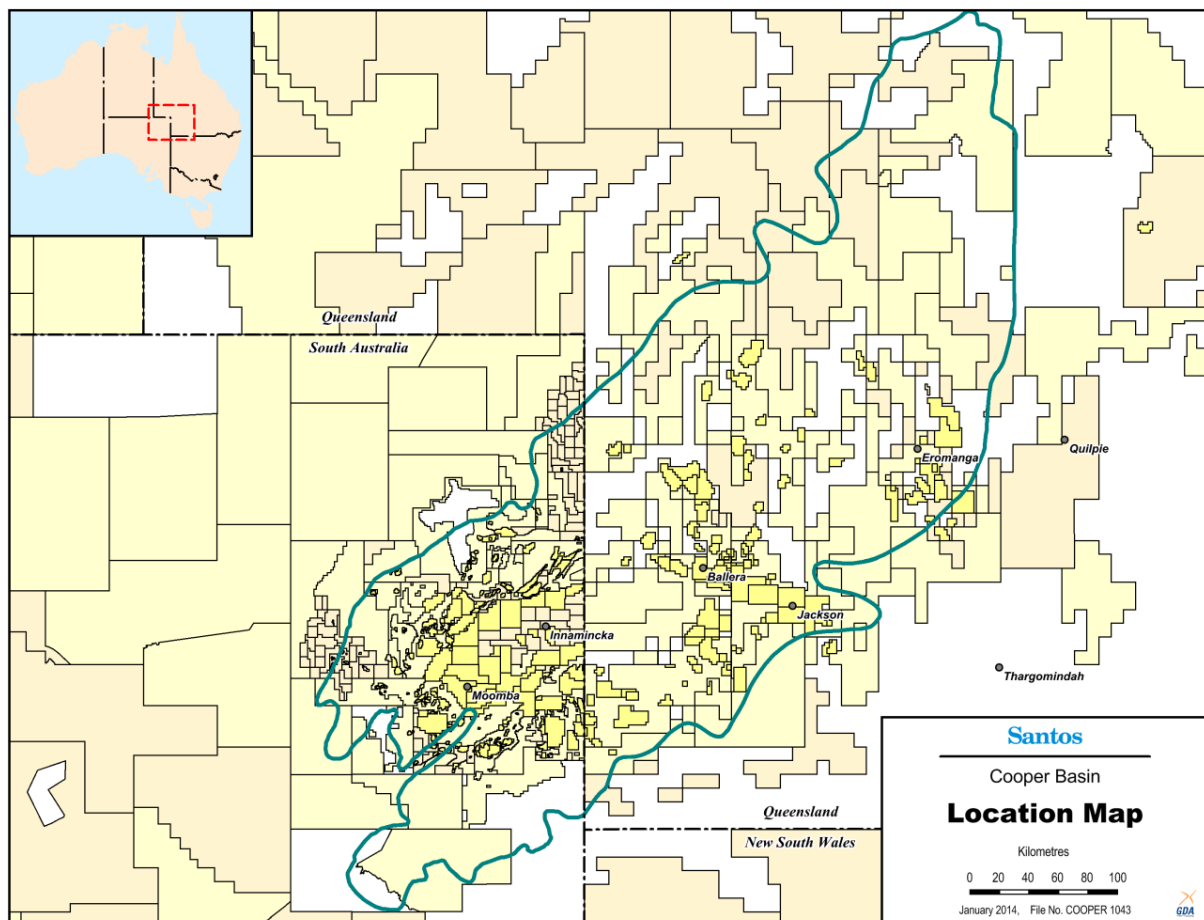 Queensland
South Australia
Quilpie
Eromanga
Ballera
Jackson
Innamincka
Thargomindah
Moomba
Queensland
New South Wales
Santos
Cooper Basin
Location Map
Kilometres
0 20 40 60 80 100
January 2014, File No. COOPER 1043
GDA